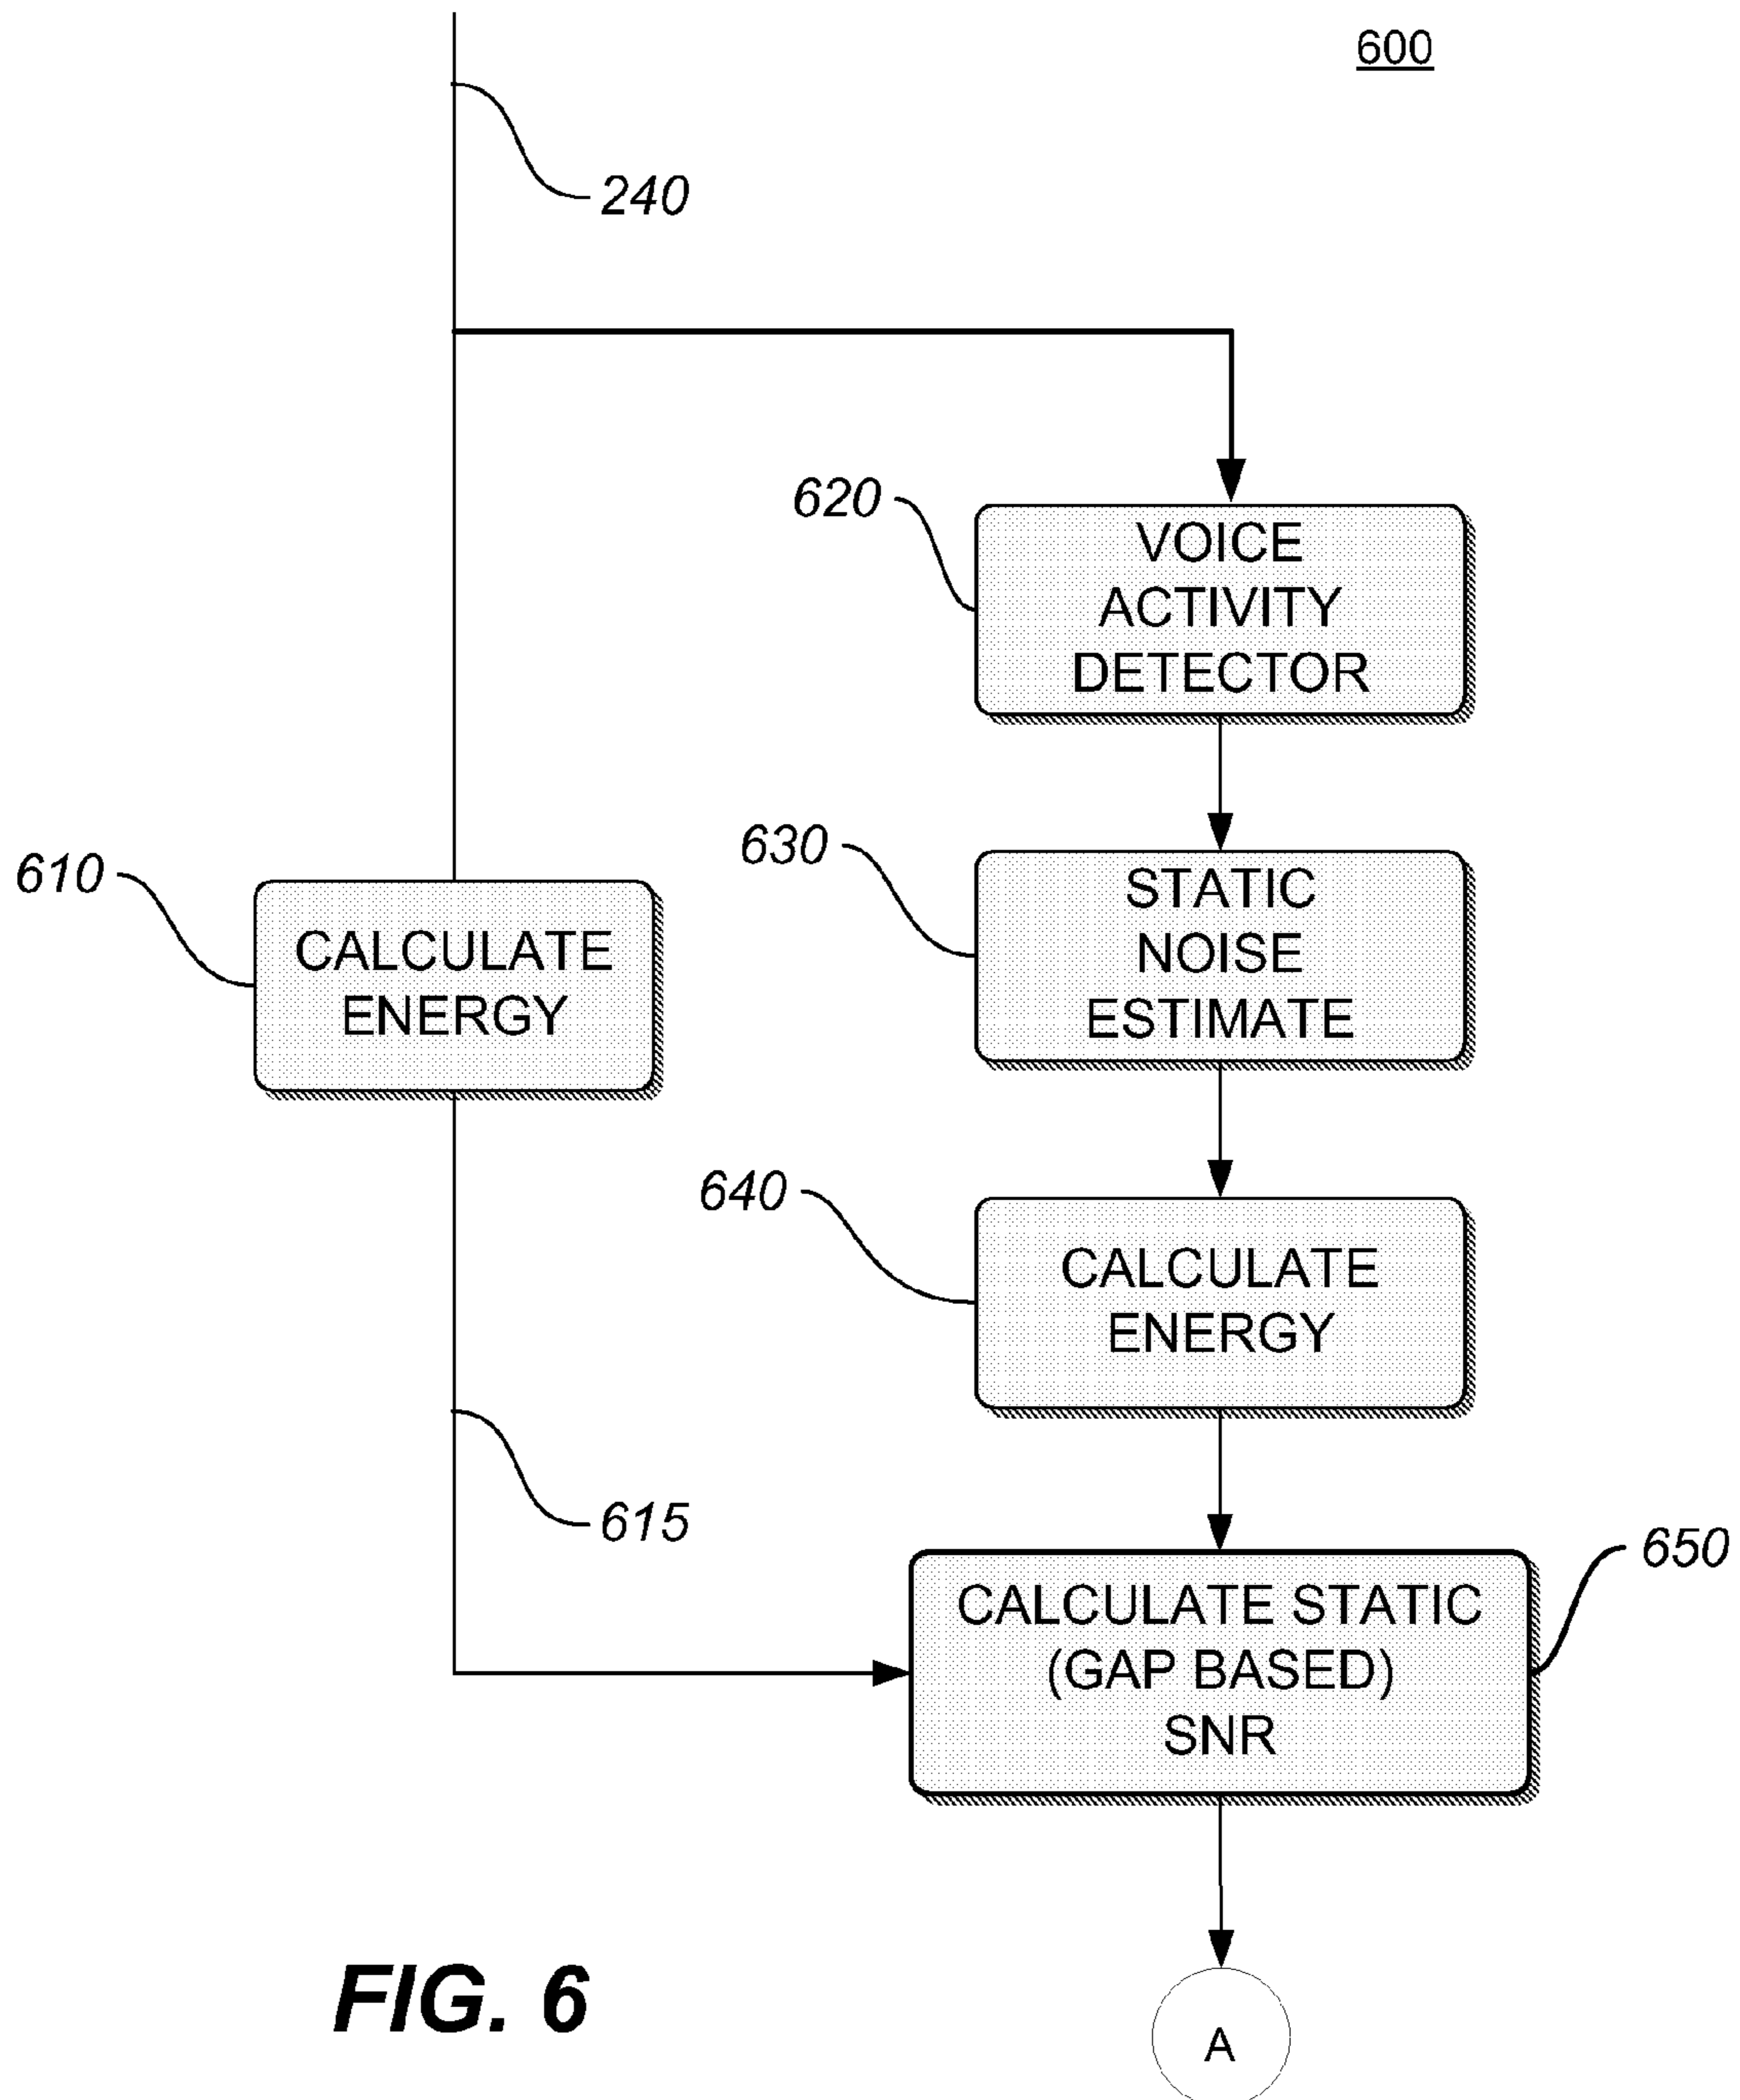 600
240
620
VOICE
ACTIVITY
DETECTOR
630
STATIC
NOISE
ESTIMATE
610
CALCULATE
ENERGY
640
CALCULATE
ENERGY
615
650
CALCULATE STATIC
(GAP BASED)
SNR
FIG. 6
A